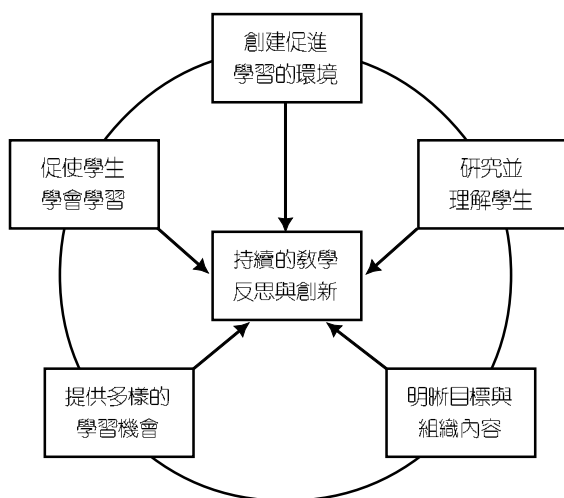 創建促進
學習的環境
促使學生
學會學習
研究並
理解學生
持續的教學
反思與創新
提供多樣的
學習機會
明晰目標與
組織內容